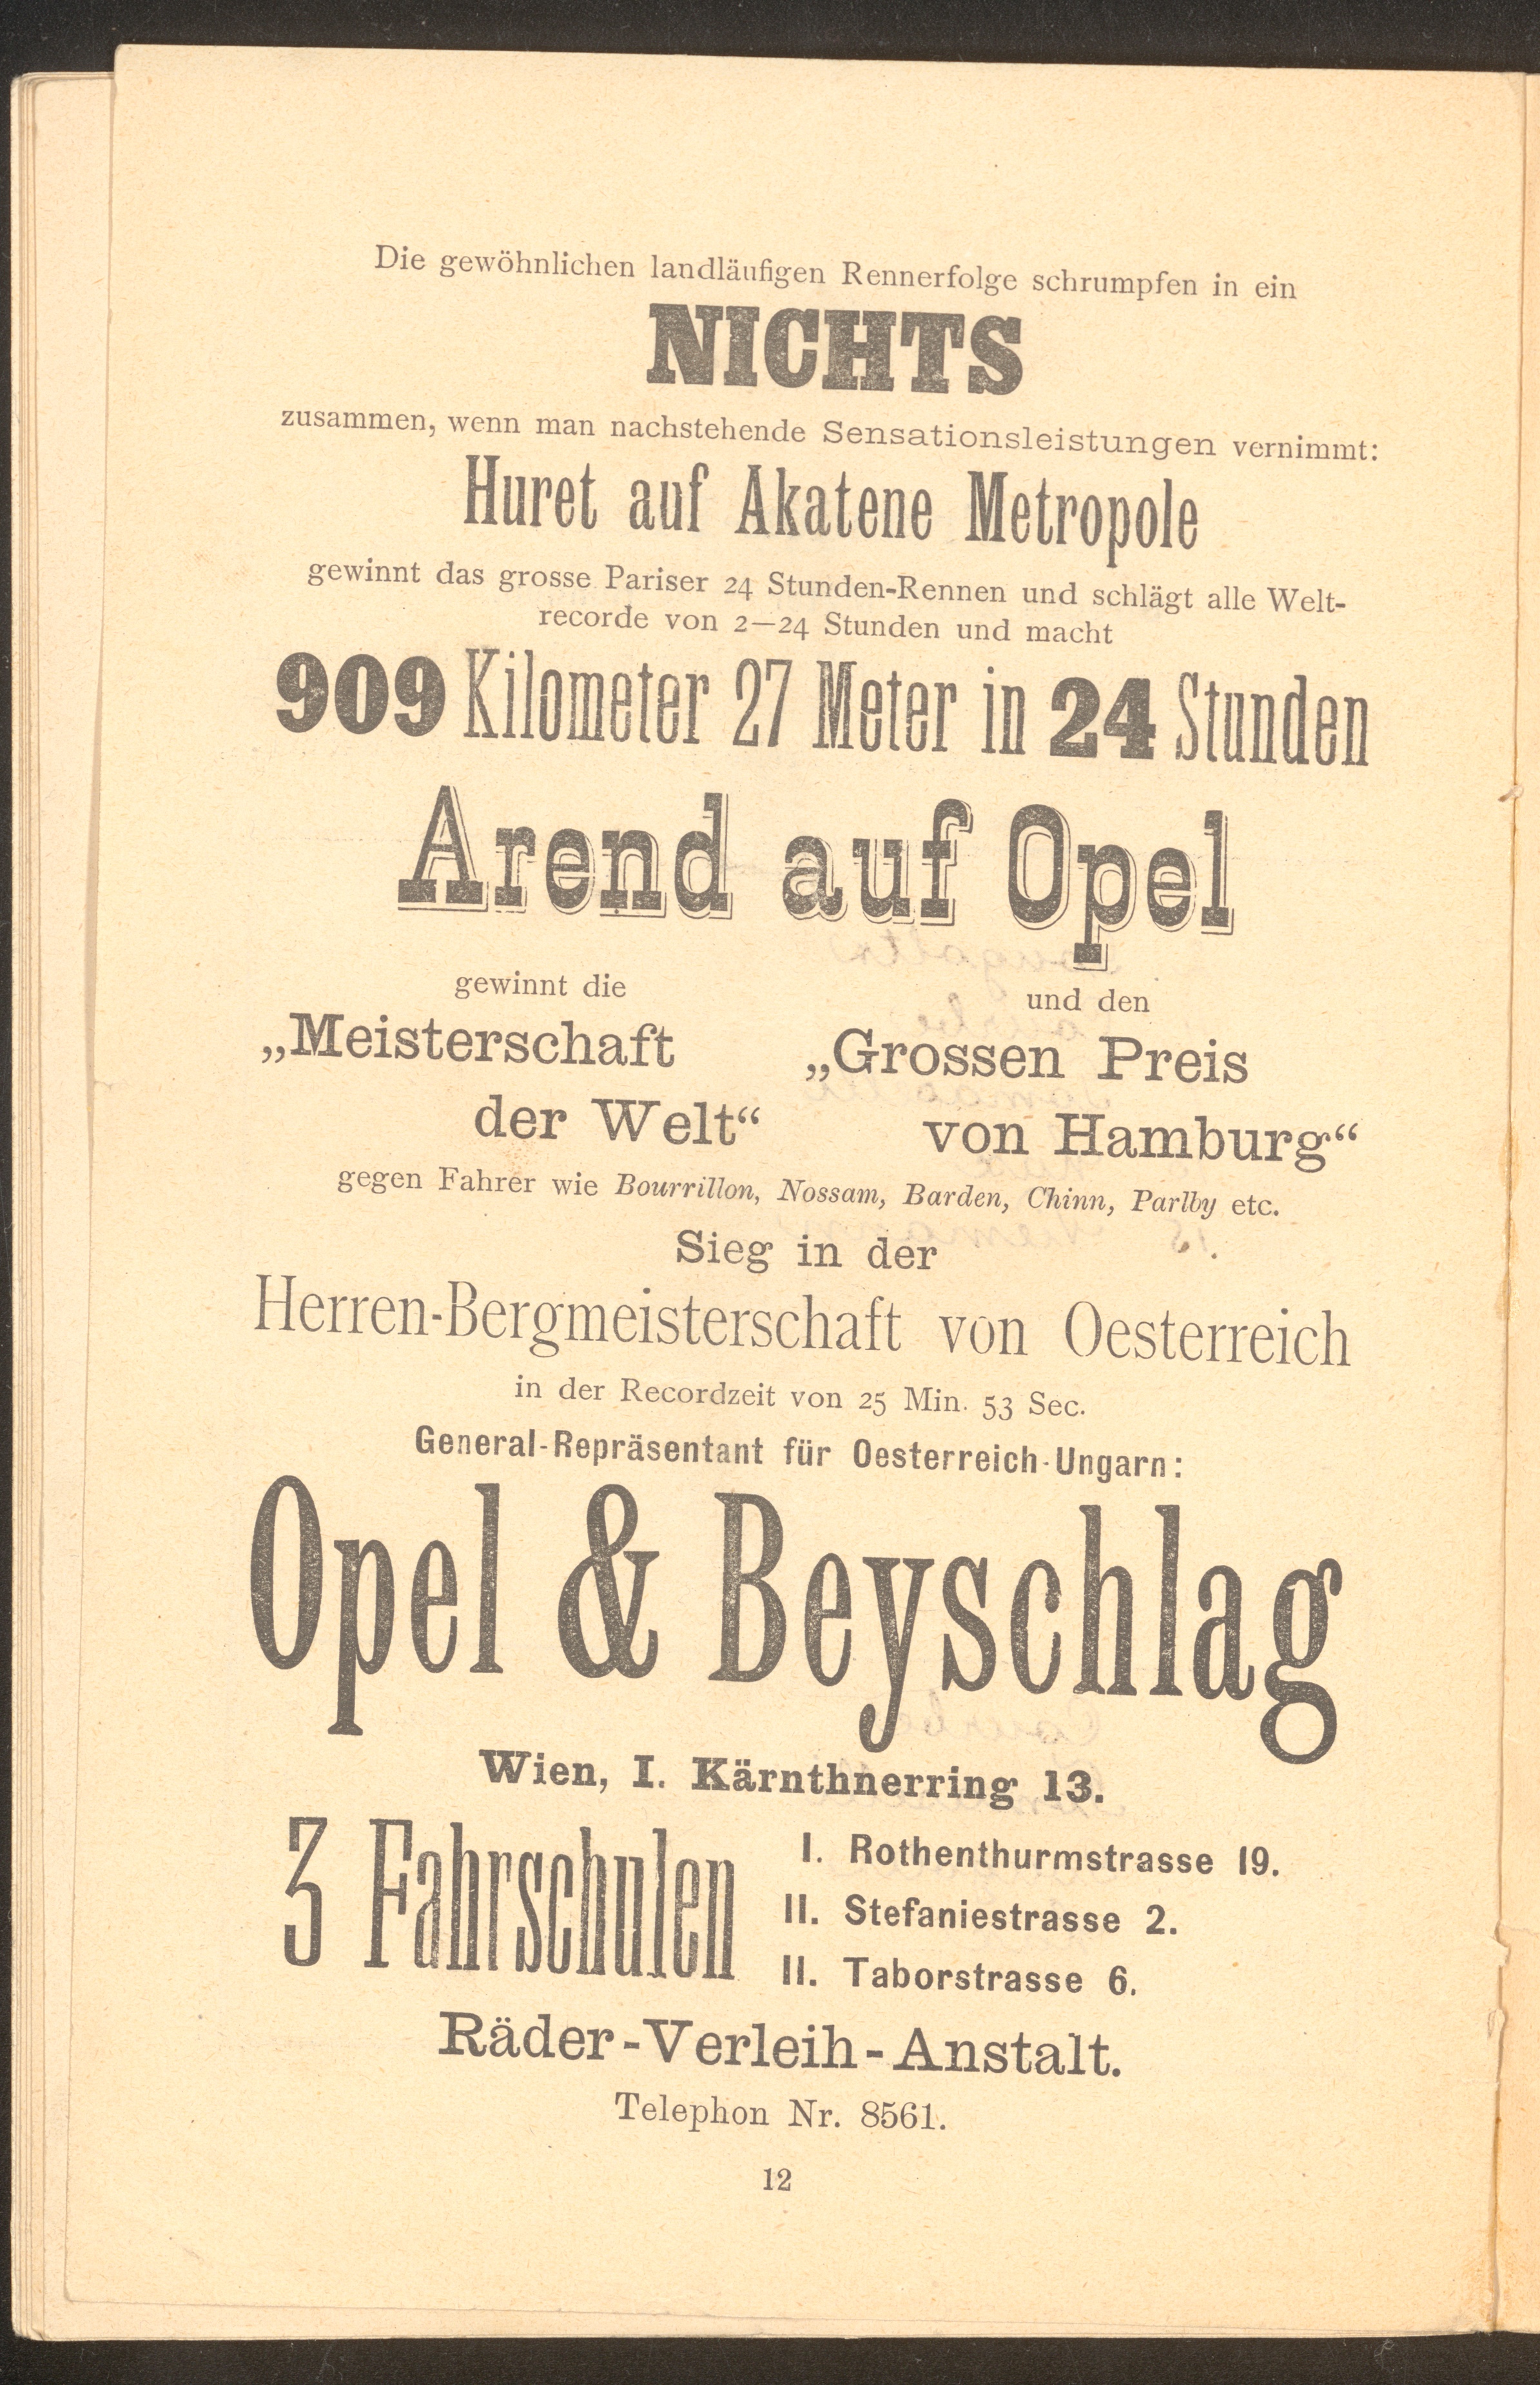 Die gewöhnlichen landläufigen Rennerfolge schrumpfen in ein
NICHTS
zusammen, wenn man nachstehende Sensationsleistungen vernimmt:
Huret auf Akatene Metropole
gewinnt das grosse Pariser 24 Stunden-Rennen und schlägt alle Welt-
recorde von 2—24 Stunden und macht
909 Kilometer 27 Meter in 24 Stunden
Arend auf Opel
gewinnt die
„Meisterschaft
der Welt“
und den
„Grossen Preis
von Hamburg“
gegen Fahrer wie Bourrillon, Nossam, Barden, Chinn, Parlby etc.
Sieg in der
Herren-Bergmeisterschaft von Oesterreich
in der Recordzeit von 25 Min. 53 Sec.
General-Repräsentant für Oesterreich-Ungarn:
Opel & Beyschlag
Wien, I. Kärnthnerring 13.
3 Fahrschulen
I. Rothenthurmstrasse 19.
II. Stefaniestrasse 2.
II. Taborstrasse 6.
Räder-Verleih-Anstalt.
Telephon Nr. 8561.
12